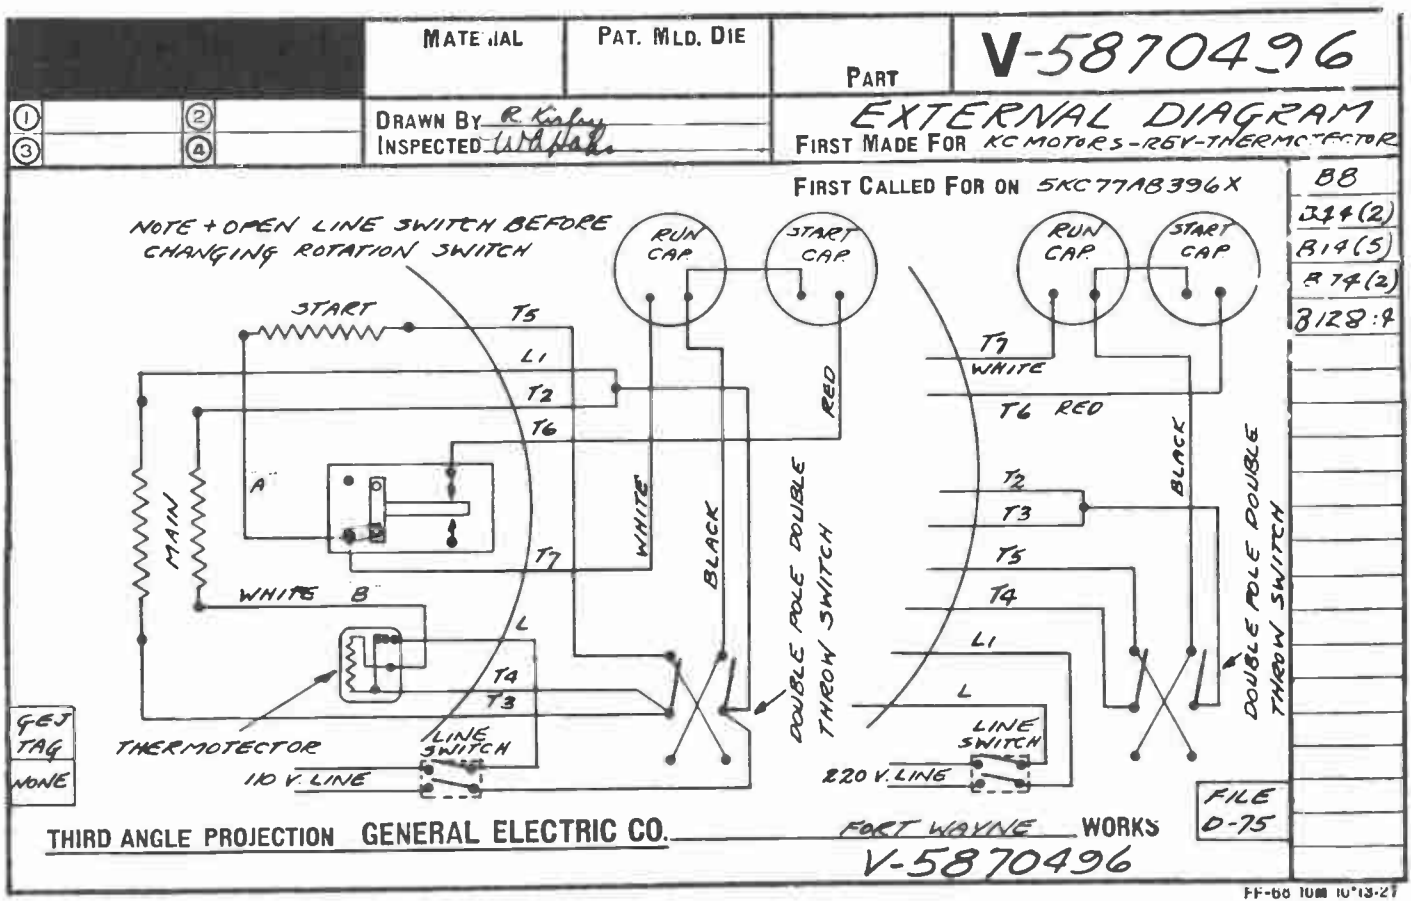 MATERIAL
PAT. MLD. DIE
PART
V-5870496
1
2
3
4
DRAWN BY R. Kirby
INSPECTED
EXTERNAL DIAGRAM
FIRST MADE FOR KC MOTORS-REV-THERMOTECTOR
FIRST CALLED FOR ON 5KC77AB396X
B8
B14(5)
NOTE + OPEN LINE SWITCH BEFORE
CHANGING ROTATION SWITCH
RUN
CAP.
START
CAP.
RUN
CAP.
START
CAP.
START
T5
L1
T2
T6
A
MAIN
T7
WHITE B
L
T4
T3
THERMOTECTOR
LINE
SWITCH
110 V. LINE
WHITE
BLACK
RED
DOUBLE POLE DOUBLE
THROW SWITCH
T7
WHITE
T6 RED
BLACK
T2
T3
T5
T4
L1
L
LINE
SWITCH
220 V. LINE
DOUBLE POLE DOUBLE
THROW SWITCH
GEJ
TAG
NONE
FILE
D-75
THIRD ANGLE PROJECTION GENERAL ELECTRIC CO. FORT WAYNE WORKS
V-5870496